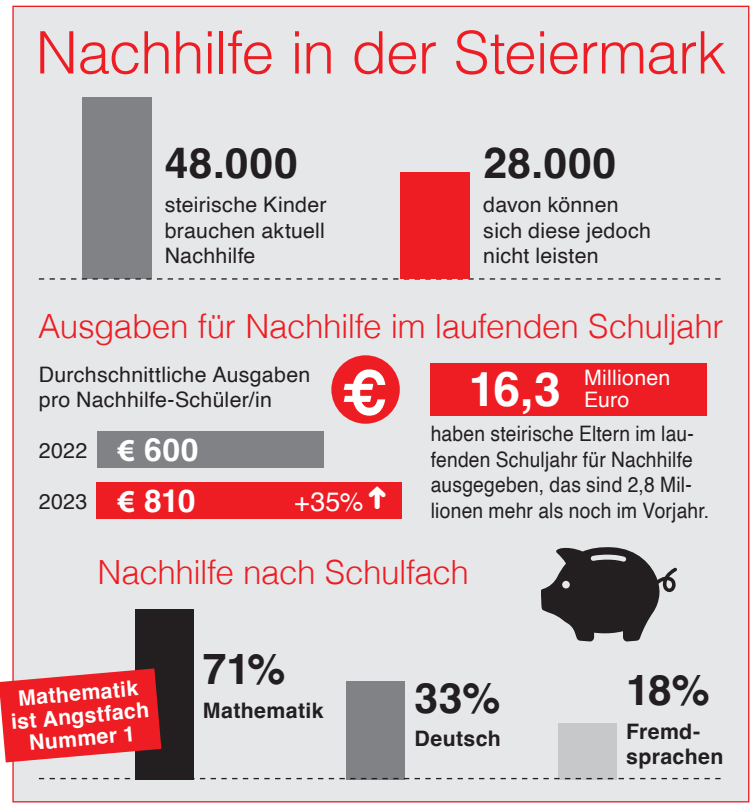 Nachhilfe in der Steiermark
48.000
steirische Kinder
brauchen aktuell
Nachhilfe
28.000
davon können
sich diese jedoch
nicht leisten
Ausgaben für Nachhilfe im laufenden Schuljahr
Durchschnittliche Ausgaben
pro Nachhilfe-Schüler/in
€
2022 € 600
2023 € 810 +35% ↑
16,3 Millionen
Euro
haben steirische Eltern im lau-
fenden Schuljahr für Nachhilfe
ausgegeben, das sind 2,8 Mil-
lionen mehr als noch im Vorjahr.
Nachhilfe nach Schulfach
Mathematik
ist Angstfach
Nummer 1
71%
Mathematik
33%
Deutsch
18%
Fremd-
sprachen